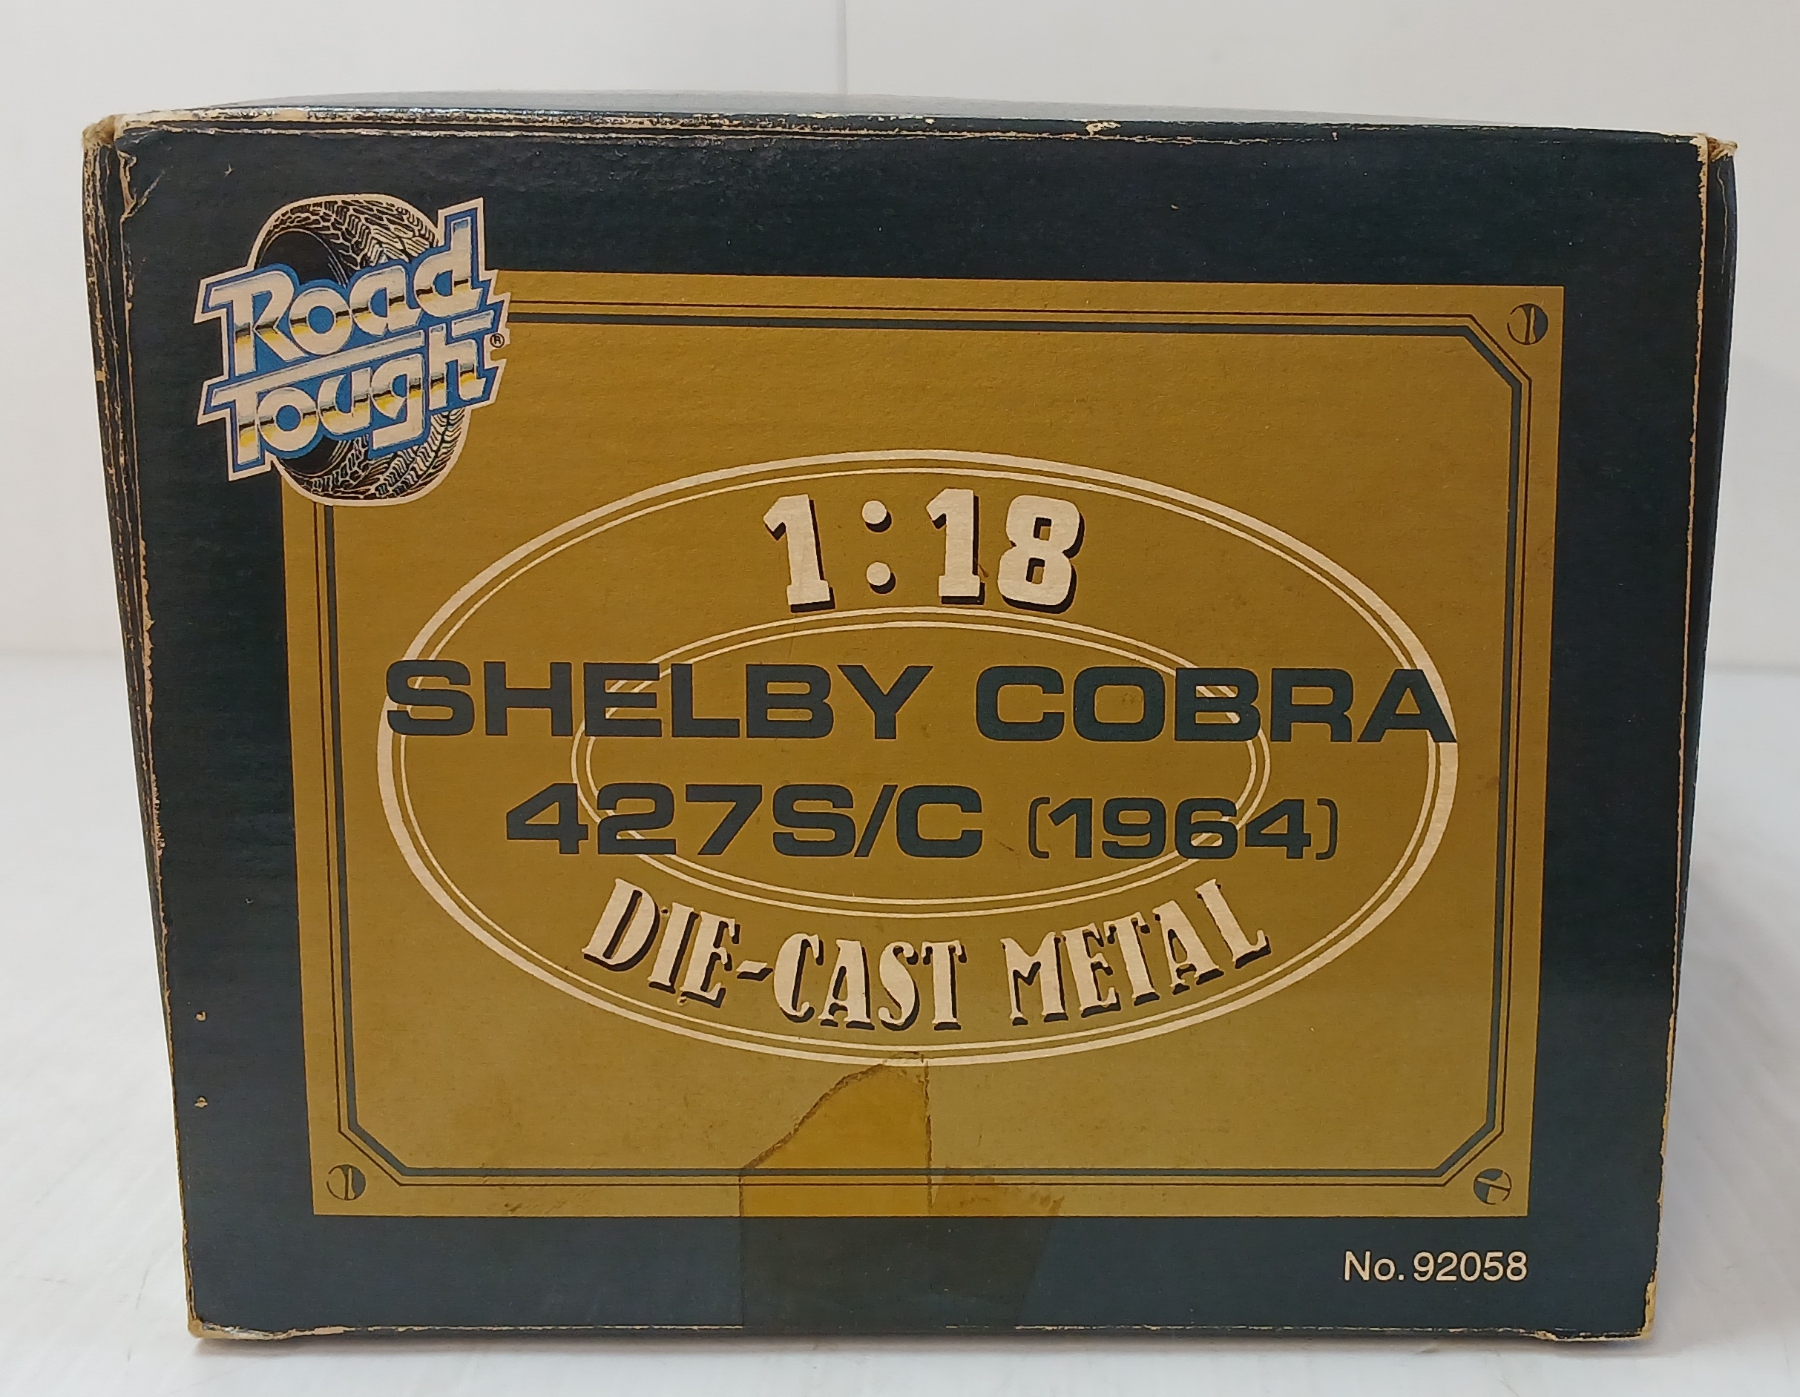 Road
Tough®
1:18
SHELBY COBRA
427S/C (1964)
DIE-CAST METAL
No. 92058